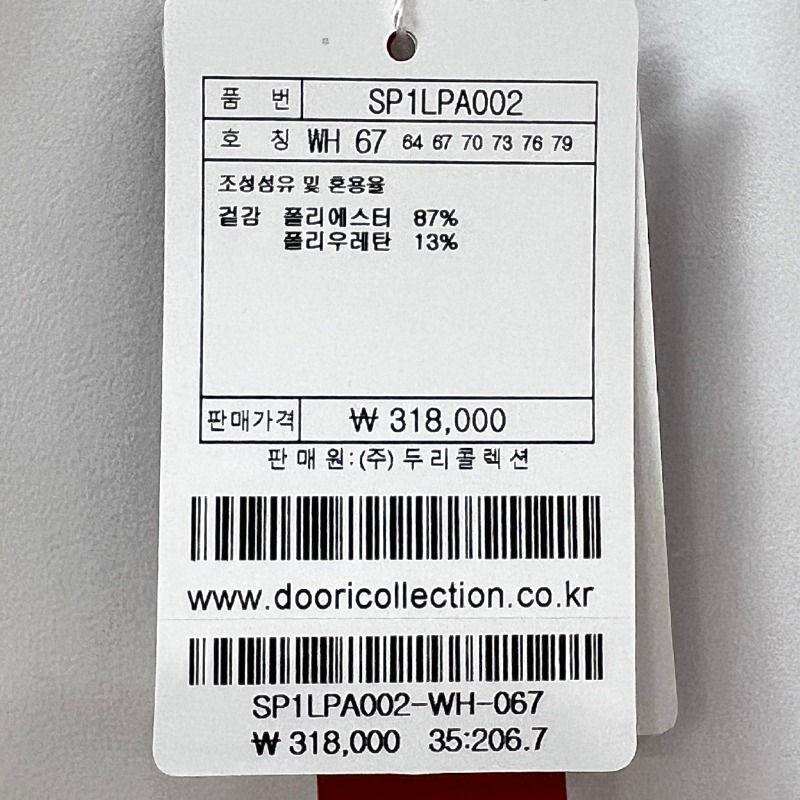 품 번 SP1LPA002
호 칭 WH 67 64 67 70 73 76 79
조성섬유 및 혼용율
겉감 폴리에스터 87%
폴리우레탄 13%
판매가격 ₩ 318,000
판 매 원:(주) 두 리 콜 렉 션
www.dooricollection.co.kr
SP1LPA002-WH-067
₩ 318,000 35:206.7